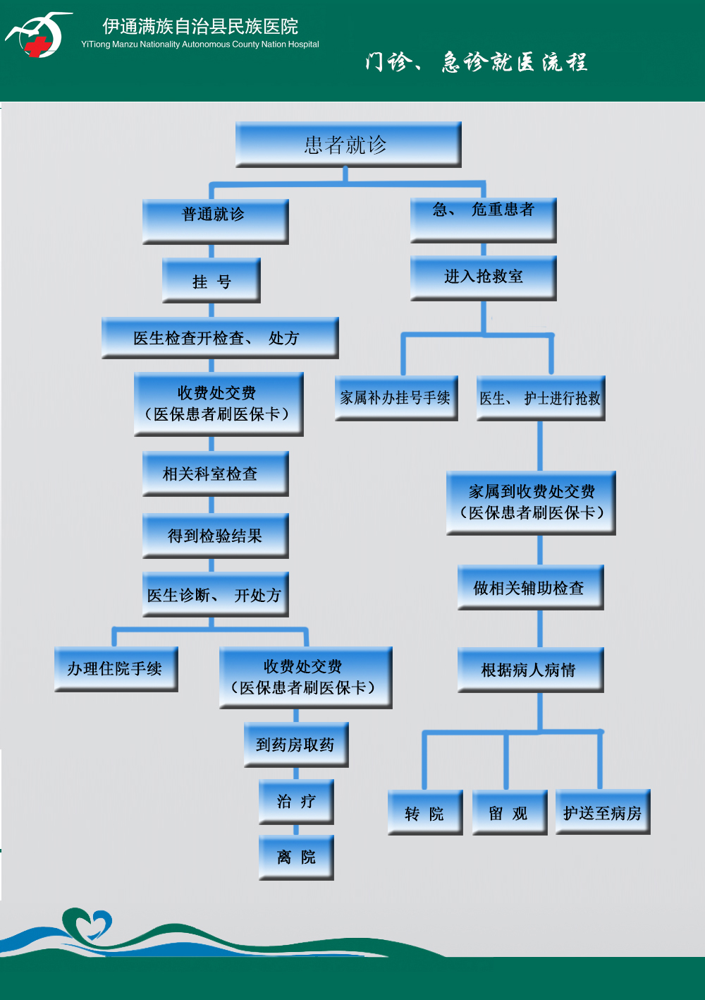 伊通满族自治县民族医院
YiTiong Manzu Nationality Autonomous County Nation Hospital
门诊、急诊就医流程
患者就诊
普通就诊
挂 号
医生检查开检查、 处方
收费处交费
（医保患者刷医保卡）
相关科室检查
得到检验结果
医生诊断、 开处方
办理住院手续
收费处交费
（医保患者刷医保卡）
到药房取药
治 疗
离 院
急、 危重患者
进入抢救室
家属补办挂号手续
医生、 护士进行抢救
家属到收费处交费
（医保患者刷医保卡）
做相关辅助检查
根据病人病情
转 院
留 观
护送至病房